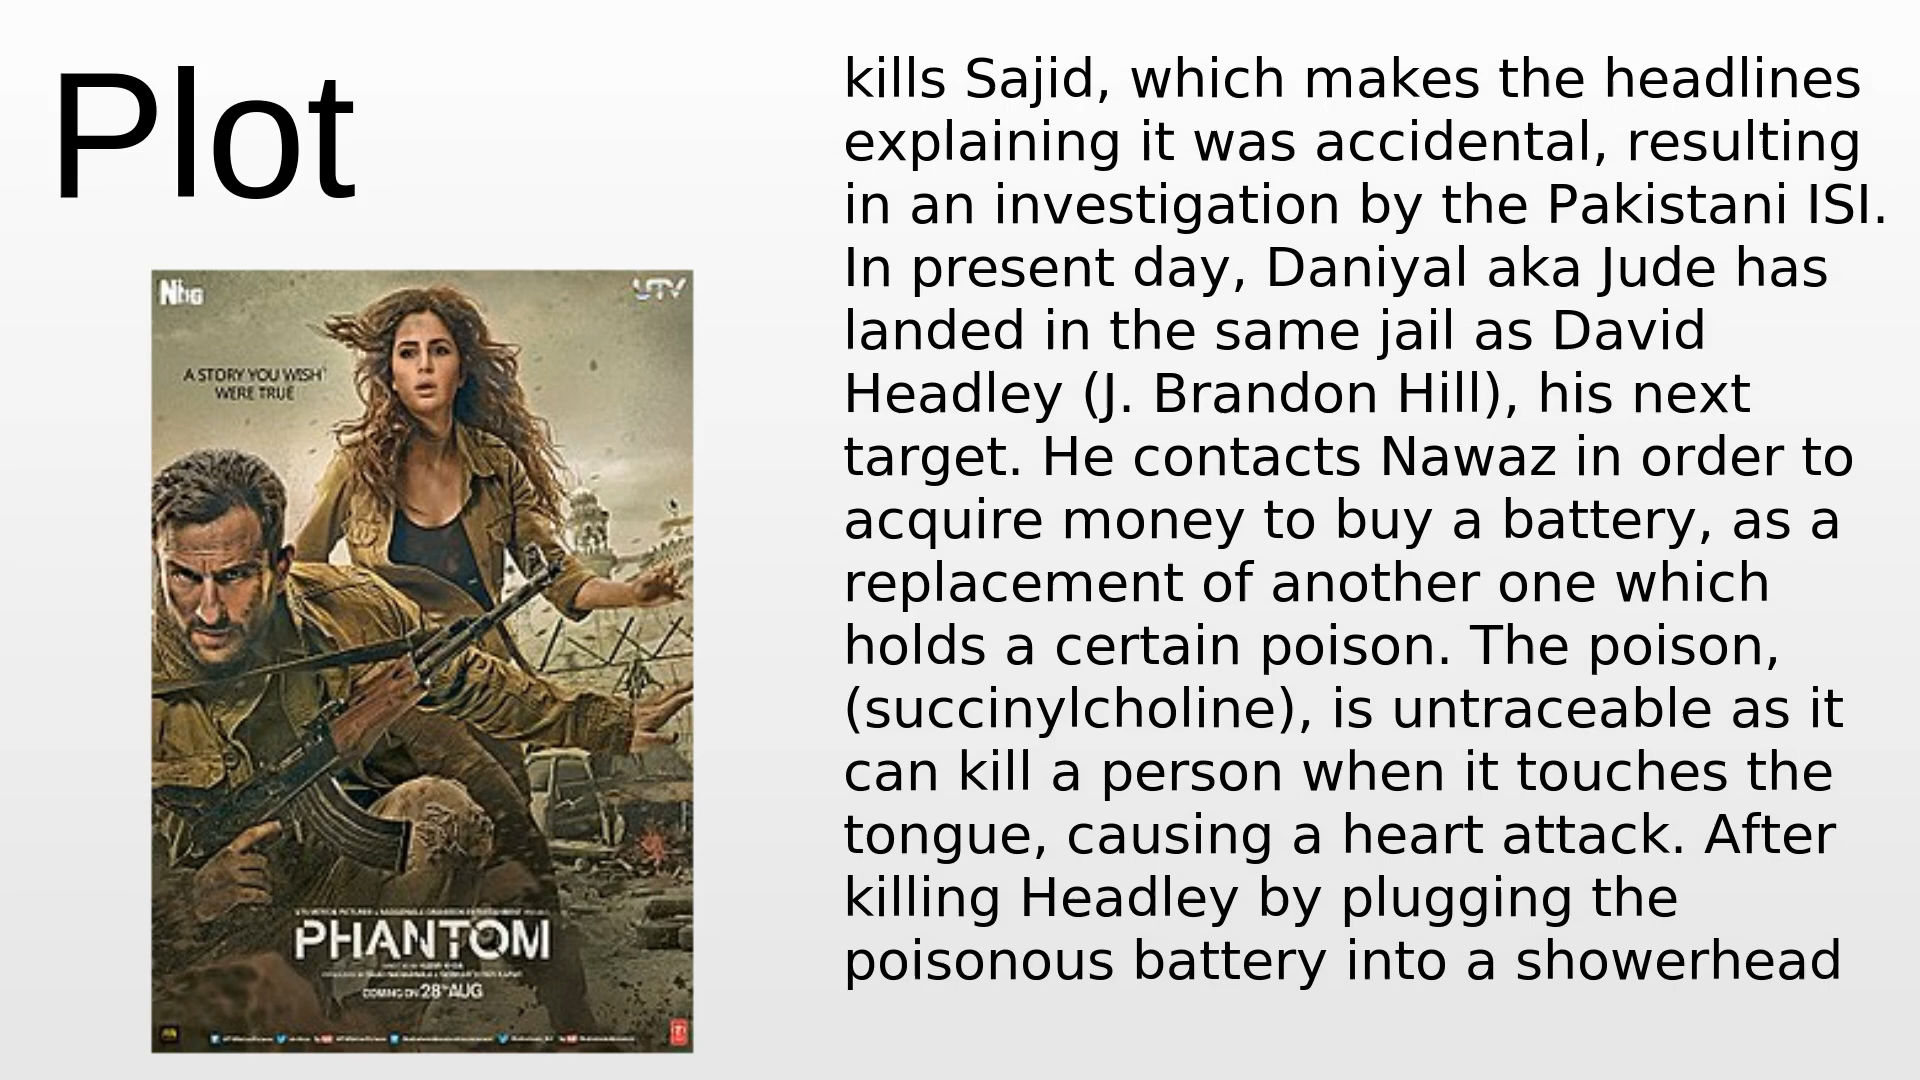 Plot
kills Sajid, which makes the headlines
explaining it was accidental, resulting
in an investigation by the Pakistani ISI.
In present day, Daniyal aka Jude has
landed in the same jail as David
Headley (J. Brandon Hill), his next
target. He contacts Nawaz in order to
acquire money to buy a battery, as a
replacement of another one which
holds a certain poison. The poison,
(succinylcholine), is untraceable as it
can kill a person when it touches the
tongue, causing a heart attack. After
killing Headley by plugging the
poisonous battery into a showerhead
UTV
A STORY YOU WISH
WERE TRUE
PHANTOM
COMING ON 28TH AUG